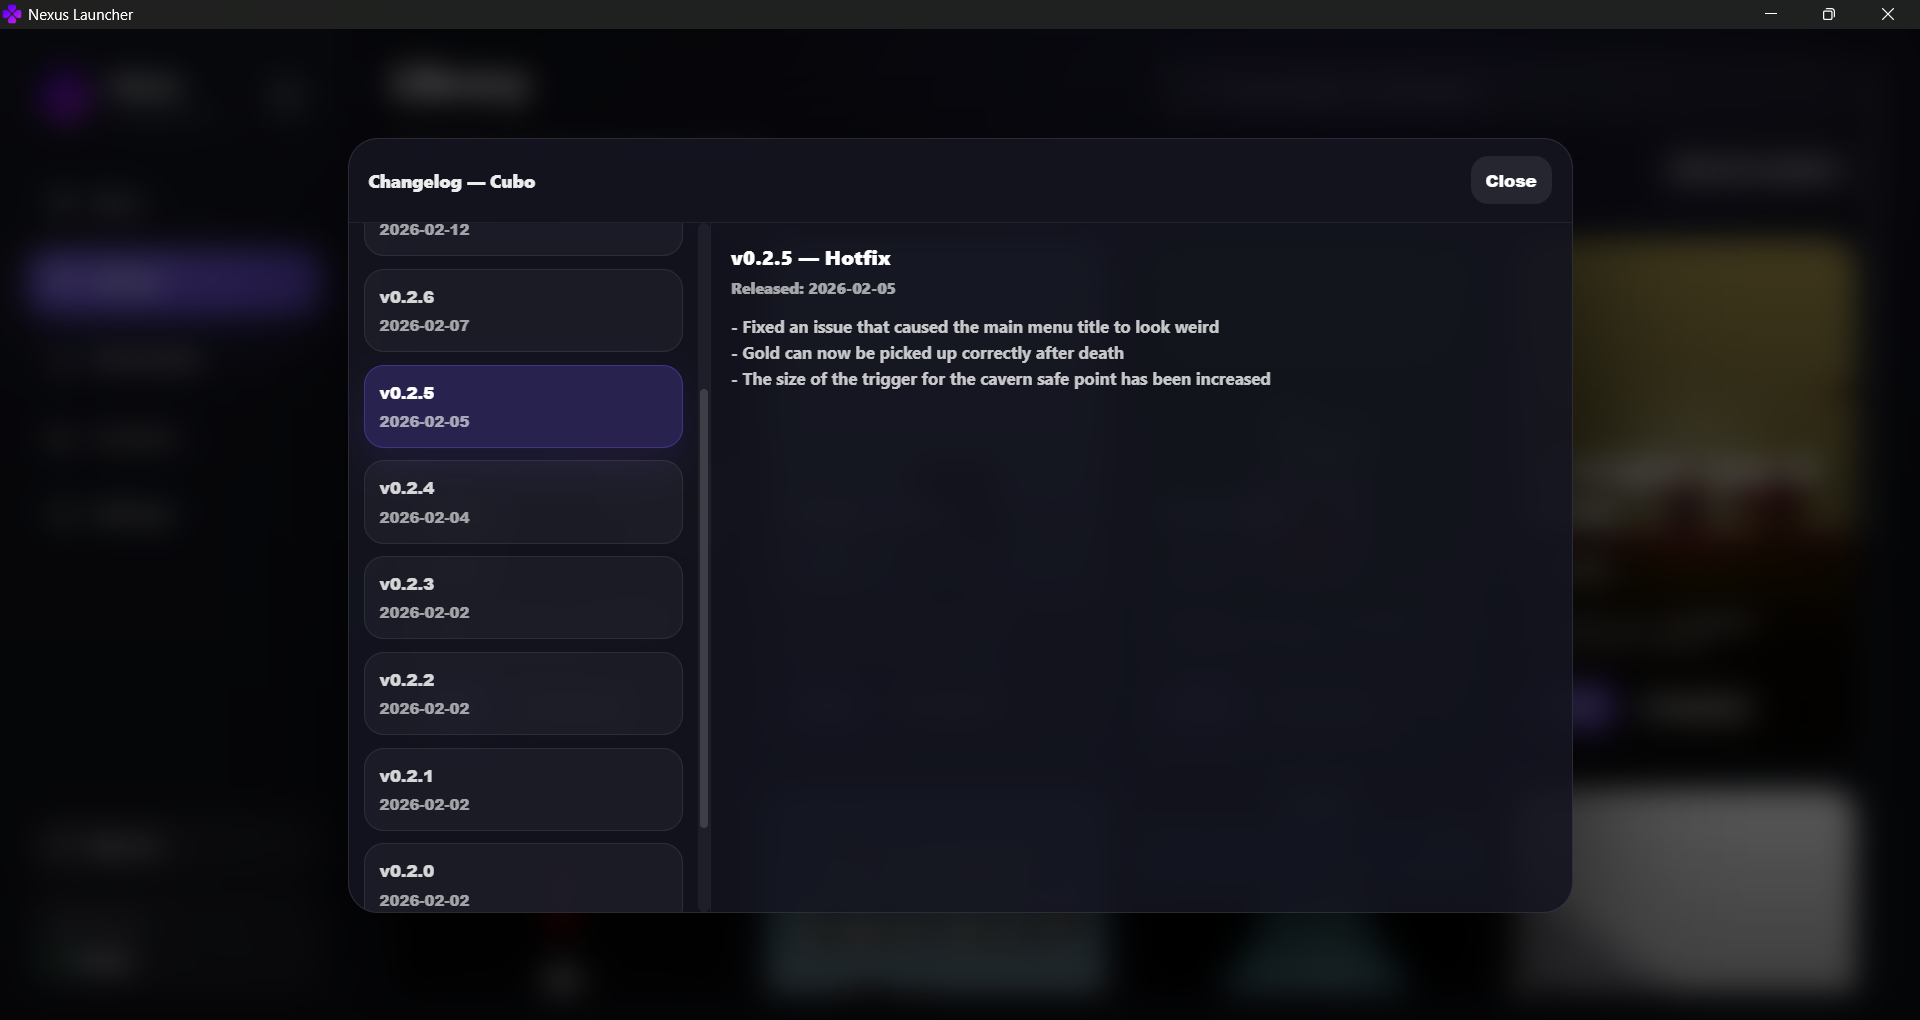 Nexus Launcher
Changelog — Cubo
Close
2026-02-12
v0.2.6
2026-02-07
v0.2.5
2026-02-05
v0.2.4
2026-02-04
v0.2.3
2026-02-02
v0.2.2
2026-02-02
v0.2.1
2026-02-02
v0.2.0
2026-02-02
v0.2.5 — Hotfix
Released: 2026-02-05
- Fixed an issue that caused the main menu title to look weird
- Gold can now be picked up correctly after death
- The size of the trigger for the cavern safe point has been increased